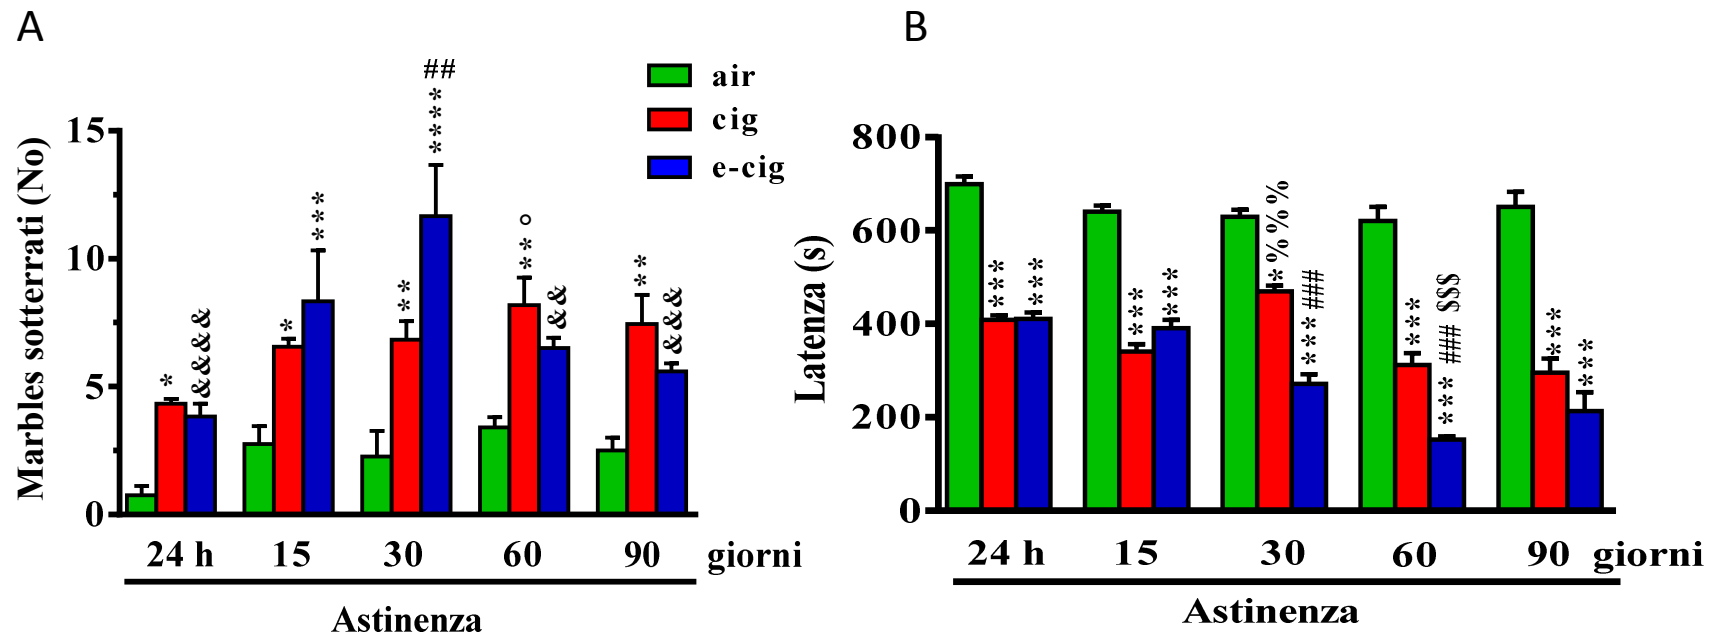 A
Marbles sotterrati (No)
15
10
5
0
*
&&&&
*
***
**
****
##
**
°
&&
**
&&&
air
cig
e-cig
24 h 15 30 60 90 giorni
Astinenza
B
Latenza (s)
800
600
400
200
0
***
***
***
***
*%%%
*** ###
***
*** ### $$$
***
***
24 h 15 30 60 90 giorni
Astinenza